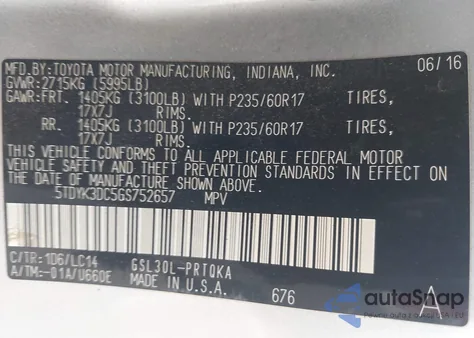 MFD.BY:TOYOTA MOTOR MANUFACTURING, INDIANA, INC. 06/16
GVWR:2715KG (5995LB)
GAWR:FRT. 1405KG (3100LB) WITH P235/60R17 TIRES,
17X7J RIMS.
RR. 1405KG (3100LB) WITH P235/60R17 TIRES,
17X7J RIMS.
THIS VEHICLE CONFORMS TO ALL APPLICABLE FEDERAL MOTOR
VEHICLE SAFETY AND THEFT PREVENTION STANDARDS IN EFFECT ON
THE DATE OF MANUFACTURE SHOWN ABOVE.
5TDYK3DC5GS752657 MPV
C/TR:1D6/LC14 GSL30L-PRTQKA
A/TM:-01A/U660E MADE IN U.S.A. 676 A
autoSnap